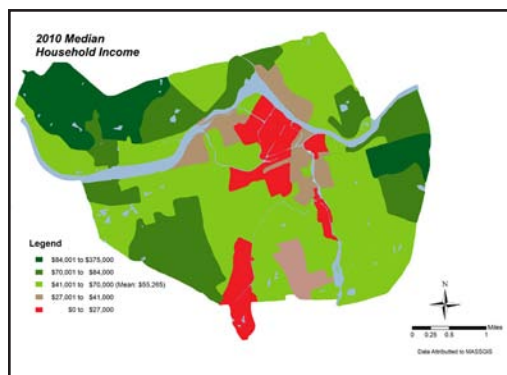 2010 Median
Household Income
Legend
$84,001 to $375,000
$70,001 to $84,000
$41,001 to $70,000 (Mean: $55,265)
$27,001 to $41,000
$0 to $27,000
N
Miles
0 0.25 0.5 1
Data Attributed to MASSGIS